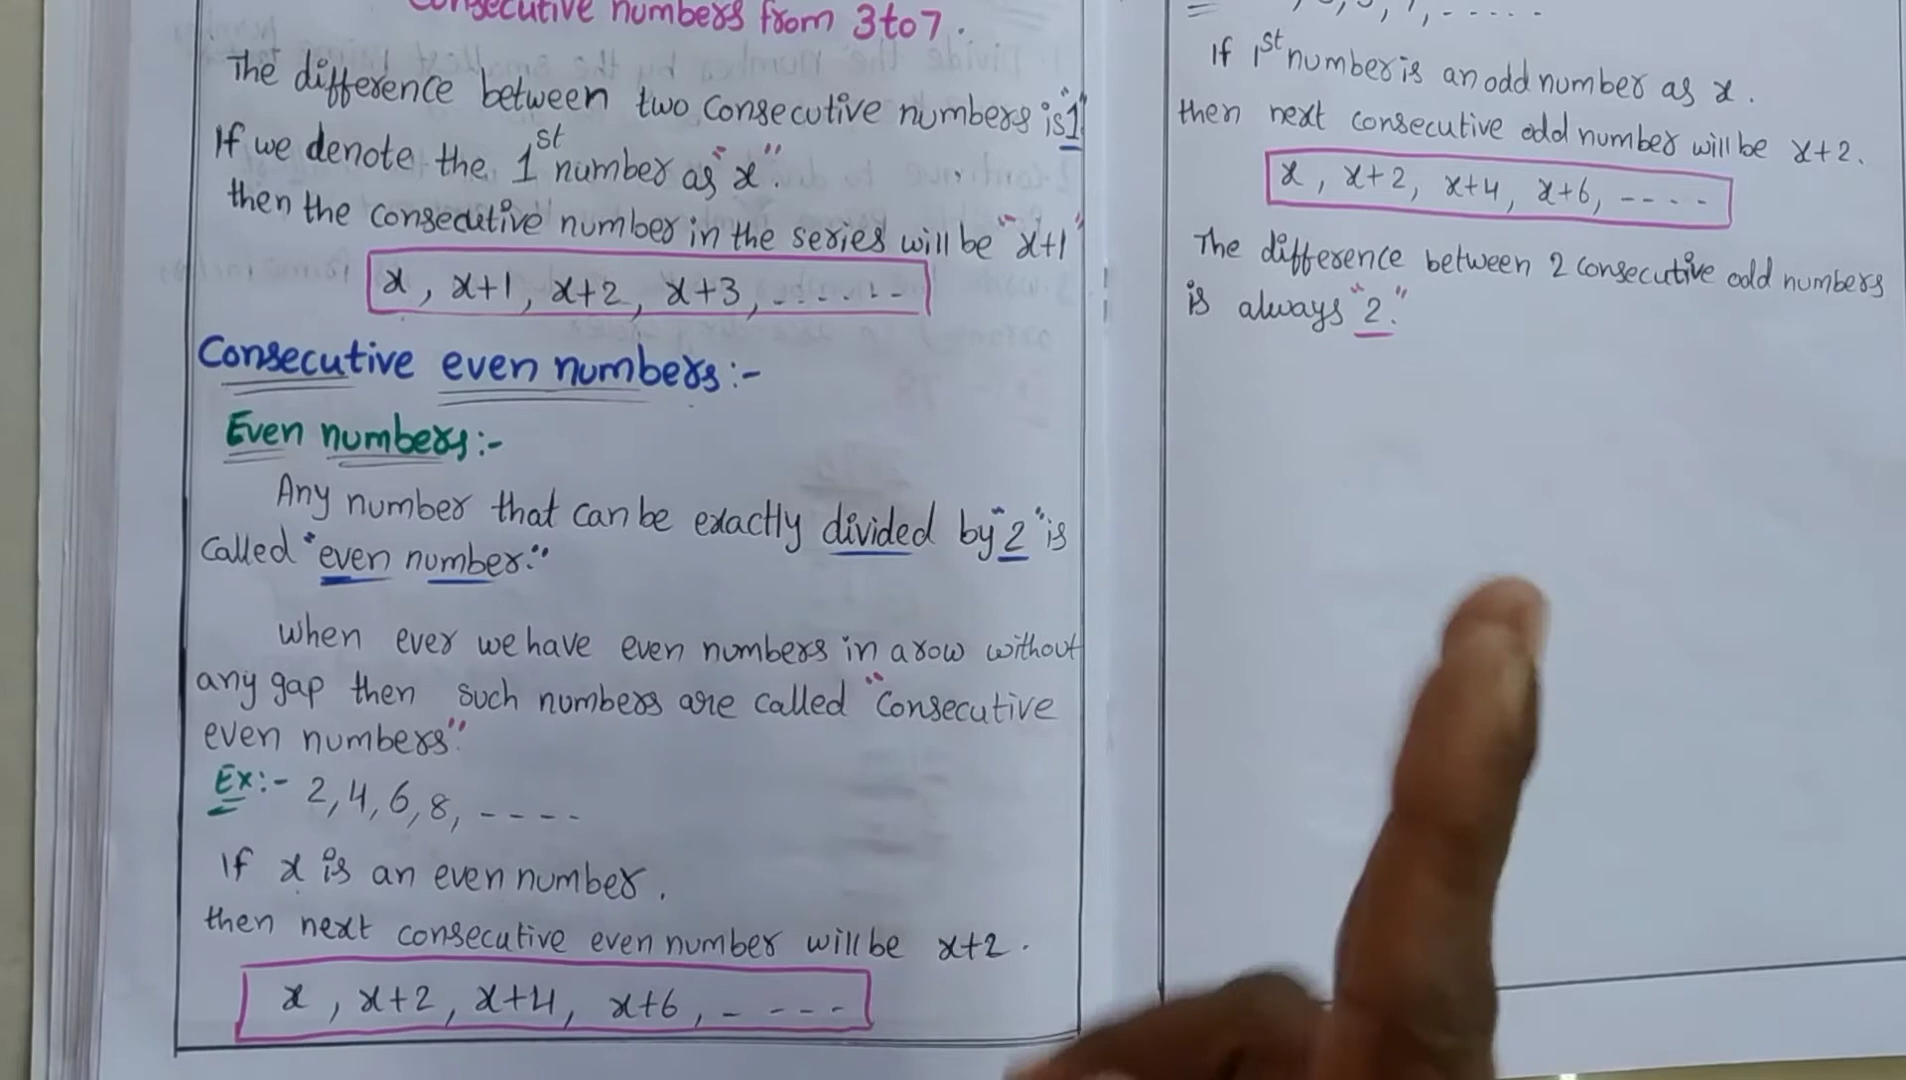 Consecutive numbers from 3 to 7.
The difference between two consecutive numbers is "1"
If we denote the 1st number as "x".
then the consecutive number in the series will be "x+1"
x, x+1, x+2, x+3, .......
Consecutive even numbers:-
Even numbers:-
Any number that can be exactly divided by "2" is
called "even number."
When ever we have even numbers in a row without
any gap then such numbers are called "Consecutive
even numbers"
Ex:- 2,4,6,8, ----
If x is an even number.
then next consecutive even number will be x+2.
x, x+2, x+4, x+6, ----
If 1st number is an odd number as x.
then next consecutive odd number will be x+2.
x, x+2, x+4, x+6, ----
The difference between 2 consecutive odd numbers
is always "2."